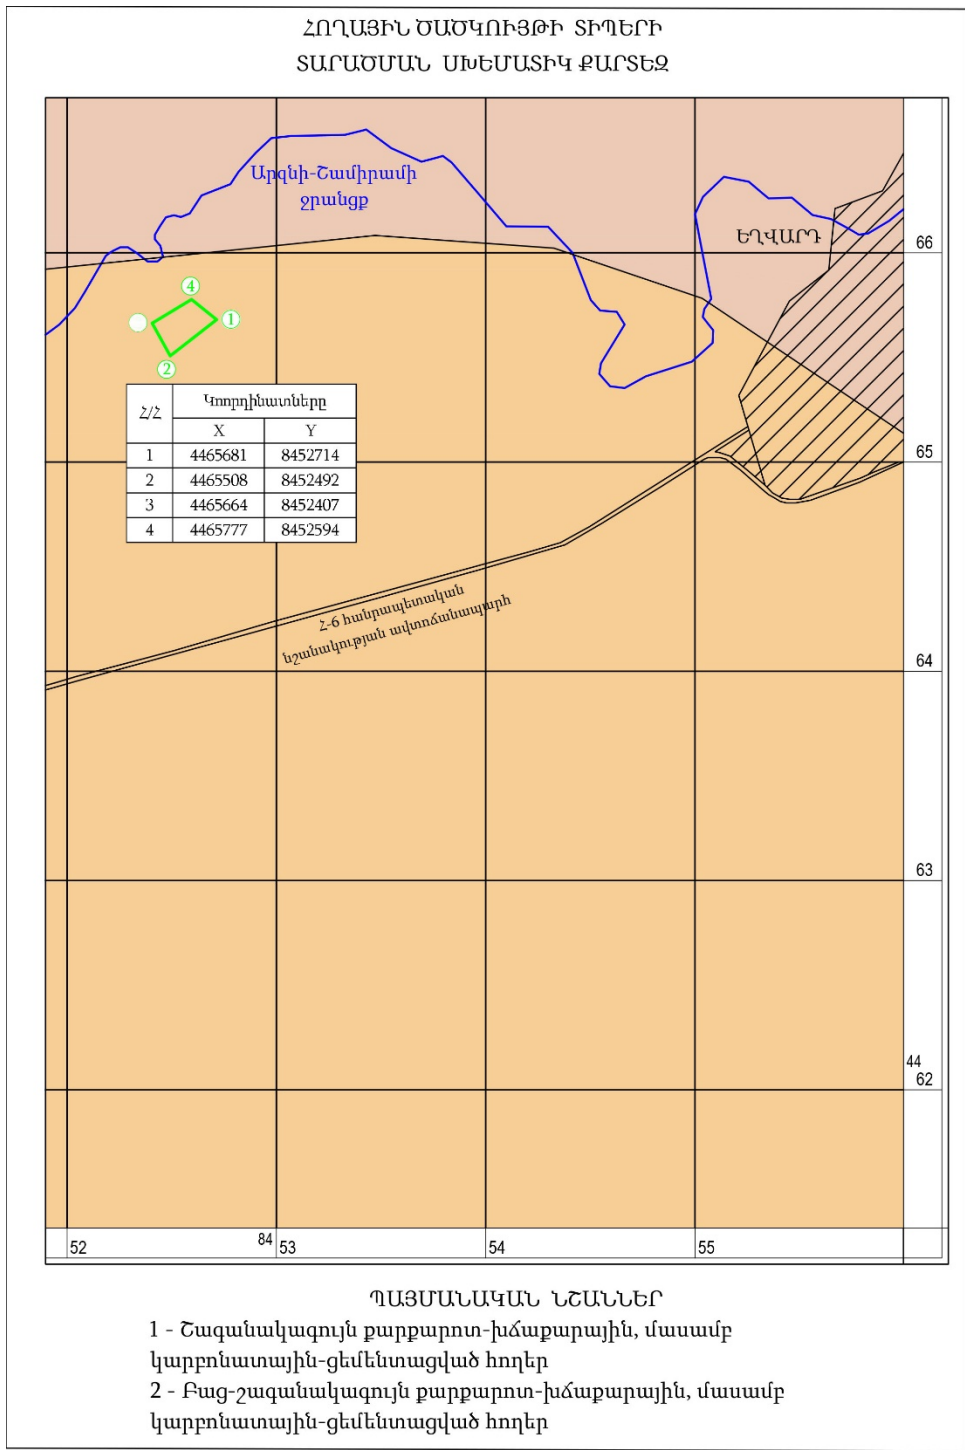 ՀՈՂԱՅԻՆ ԾԱԾԿՈՒՅԹԻ ՏԻՊԵՐԻ
ՏԱՐԱԾՄԱՆ ՍԽԵՄԱՏԻԿ ՔԱՐՏԵԶ
Արզնի-Շամիրամի
ջրանցք
ԵՂՎԱՐԴ
66
4
1
2
Հ/Հ Կոորդինատները
X Y
1 4465681 8452714
2 4465508 8452492
3 4465664 8452407
4 4465777 8452594
65
Հ-6 հանրապետական
նշանակության ավտոճանապարհ
64
63
44
62
52 84 53 54 55
ՊԱՅՄԱՆԱԿԱՆ ՆՇԱՆՆԵՐ
1 - Շագանակագույն քարքարոտ-խճաքարային, մասամբ
կարբոնատային-ցեմենտացված հողեր
2 - Բաց-շագանակագույն քարքարոտ-խճաքարային, մասամբ
կարբոնատային-ցեմենտացված հողեր